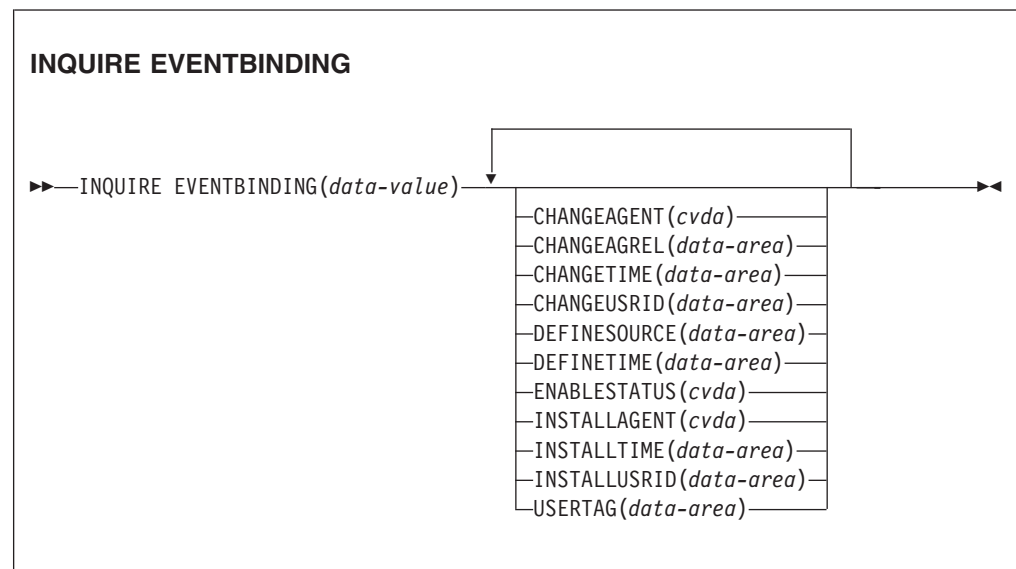 INQUIRE EVENTBINDING
INQUIRE EVENTBINDING(data-value)
CHANGEAGENT(cvda)
CHANGEAGREL(data-area)
CHANGETIME(data-area)
CHANGEUSRID(data-area)
DEFINESOURCE(data-area)
DEFINETIME(data-area)
ENABLESTATUS(cvda)
INSTALLAGENT(cvda)
INSTALLTIME(data-area)
INSTALLUSRID(data-area)
USERTAG(data-area)